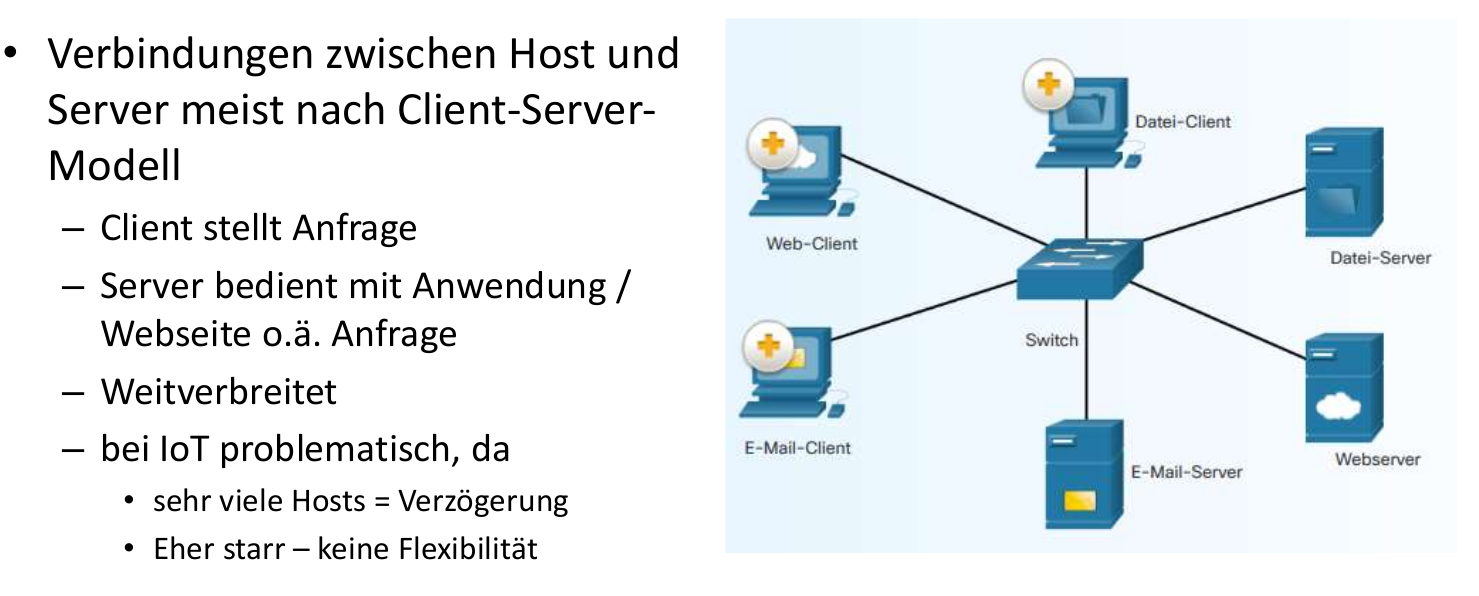 • Verbindungen zwischen Host und
Server meist nach Client-Server-
Modell
– Client stellt Anfrage
– Server bedient mit Anwendung /
Webseite o.ä. Anfrage
– Weitverbreitet
– bei IoT problematisch, da
• sehr viele Hosts = Verzögerung
• Eher starr – keine Flexibilität
Datei-Client
Web-Client
Datei-Server
Switch
E-Mail-Client
E-Mail-Server
Webserver